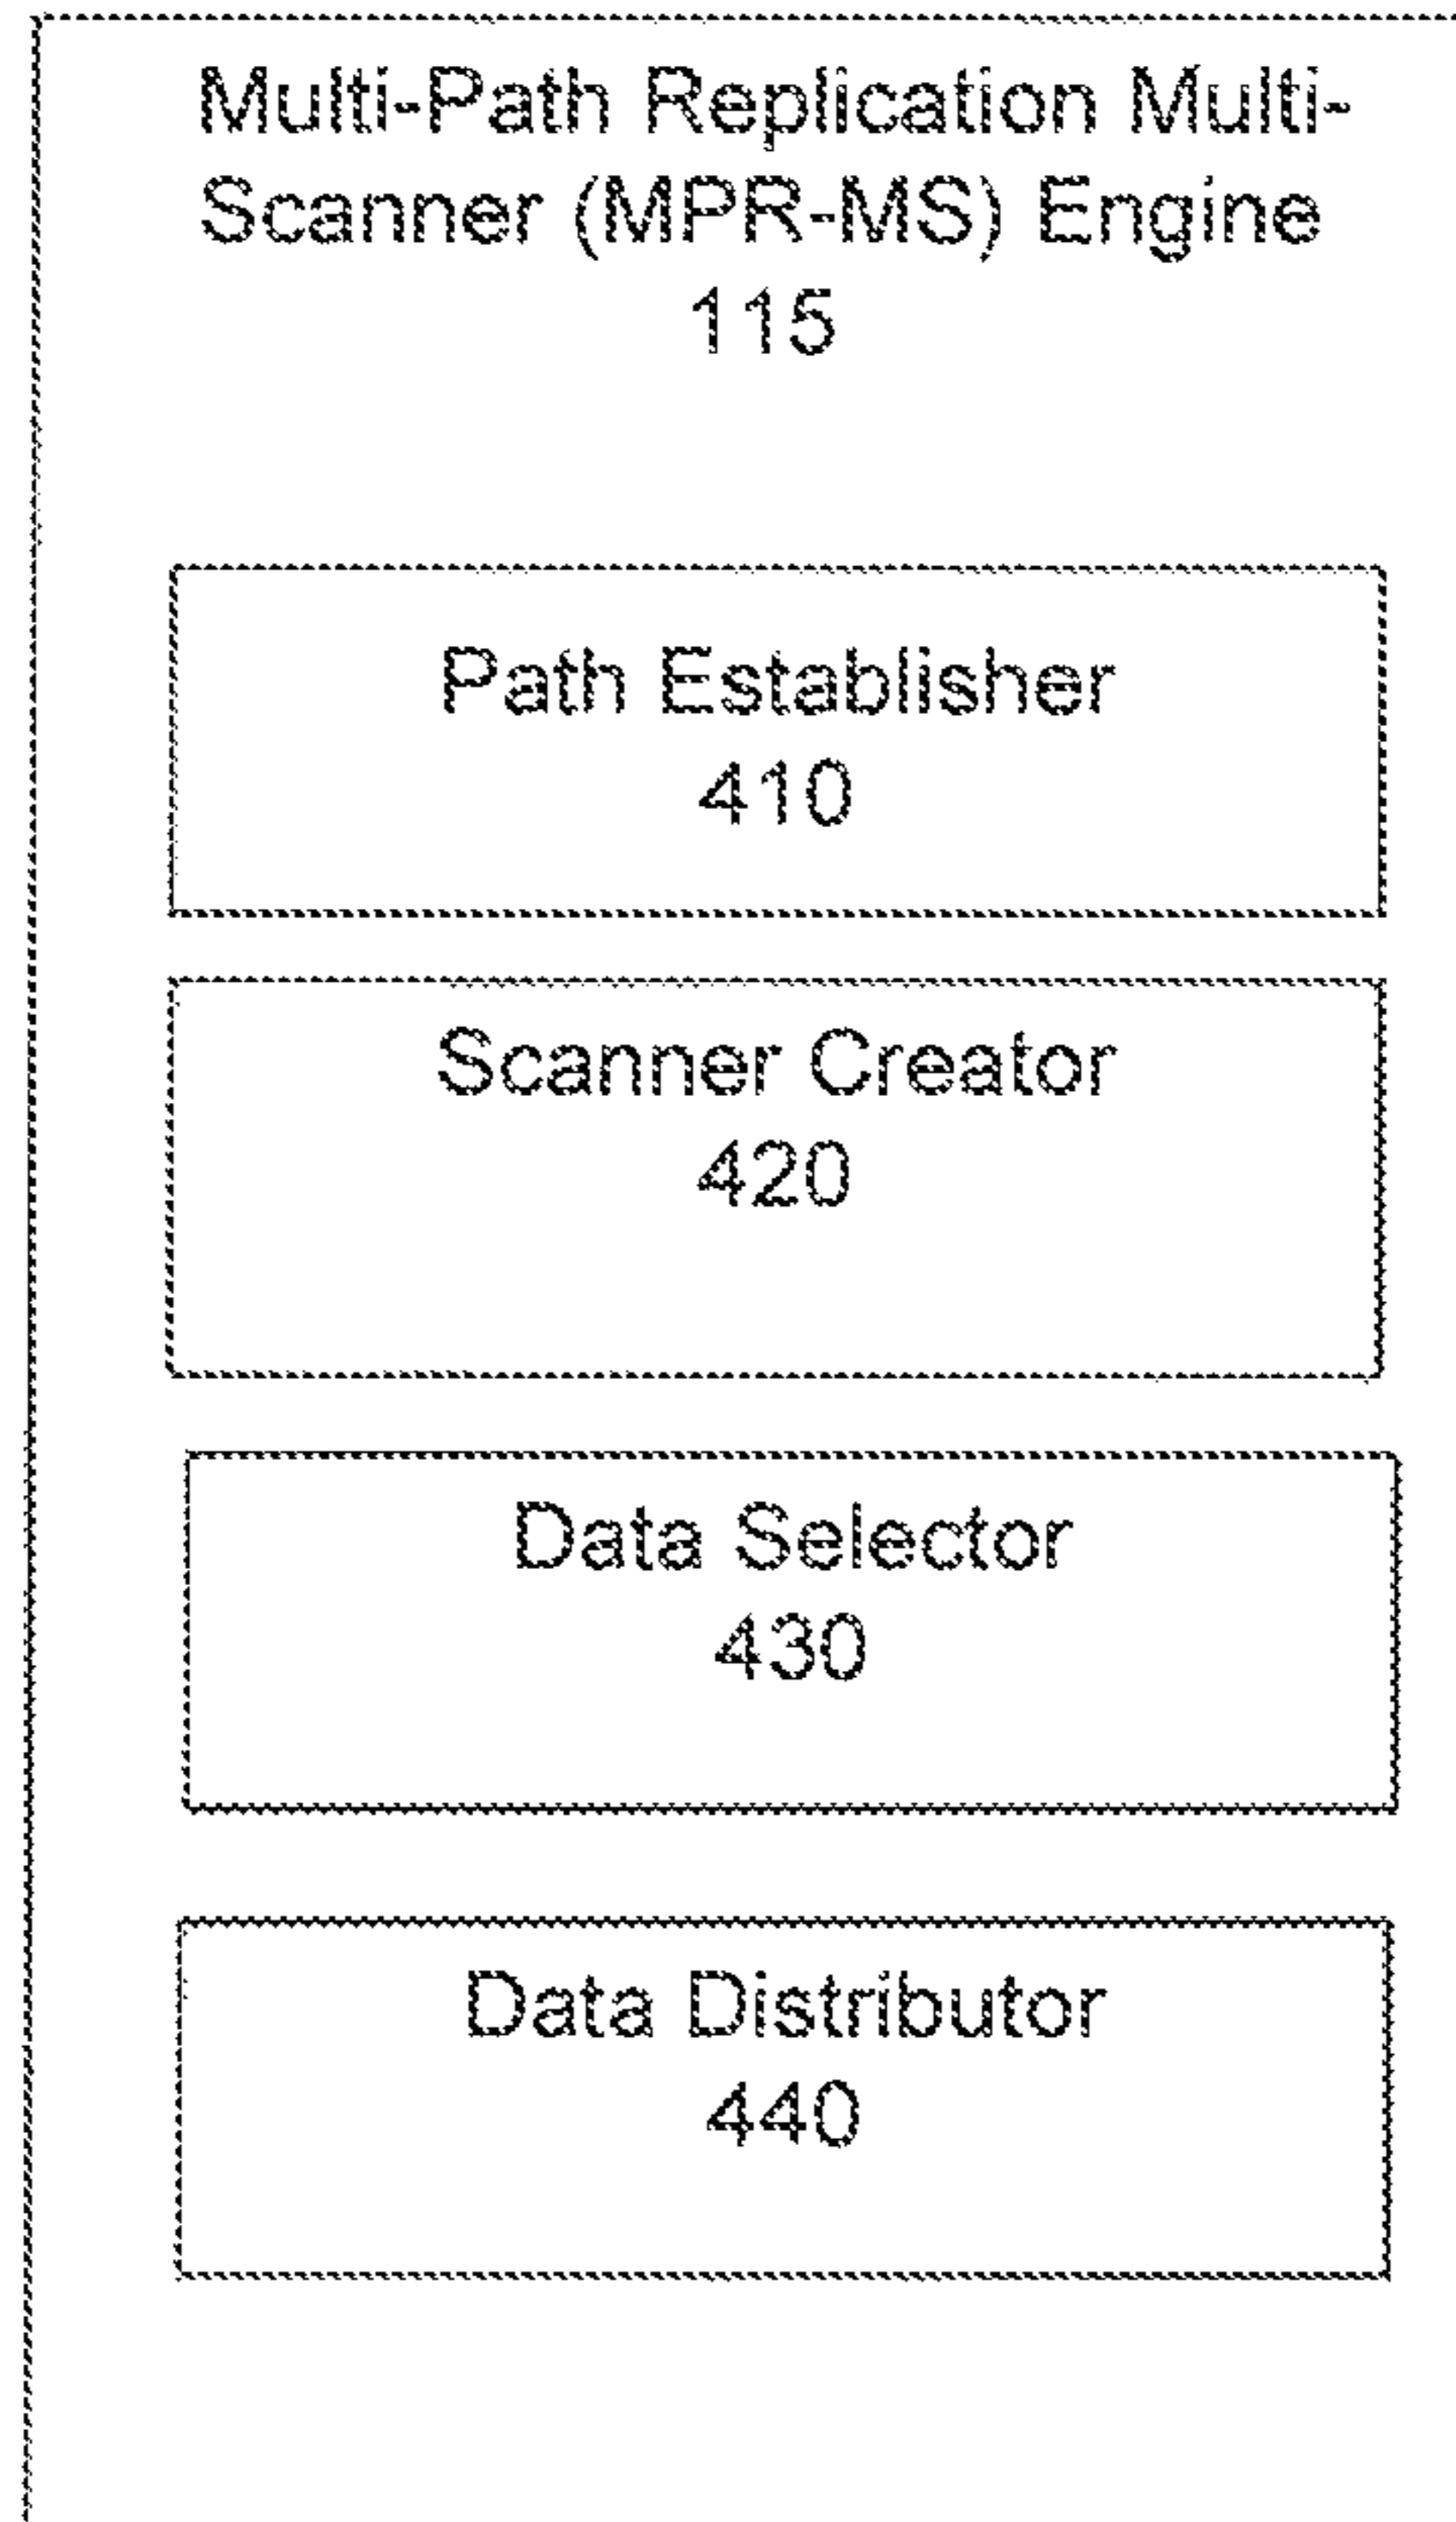 Multi-Path Replication Multi-
Scanner (MPR-MS) Engine
115
Path Establisher
410
Scanner Creator
420
Data Selector
430
Data Distributor
440